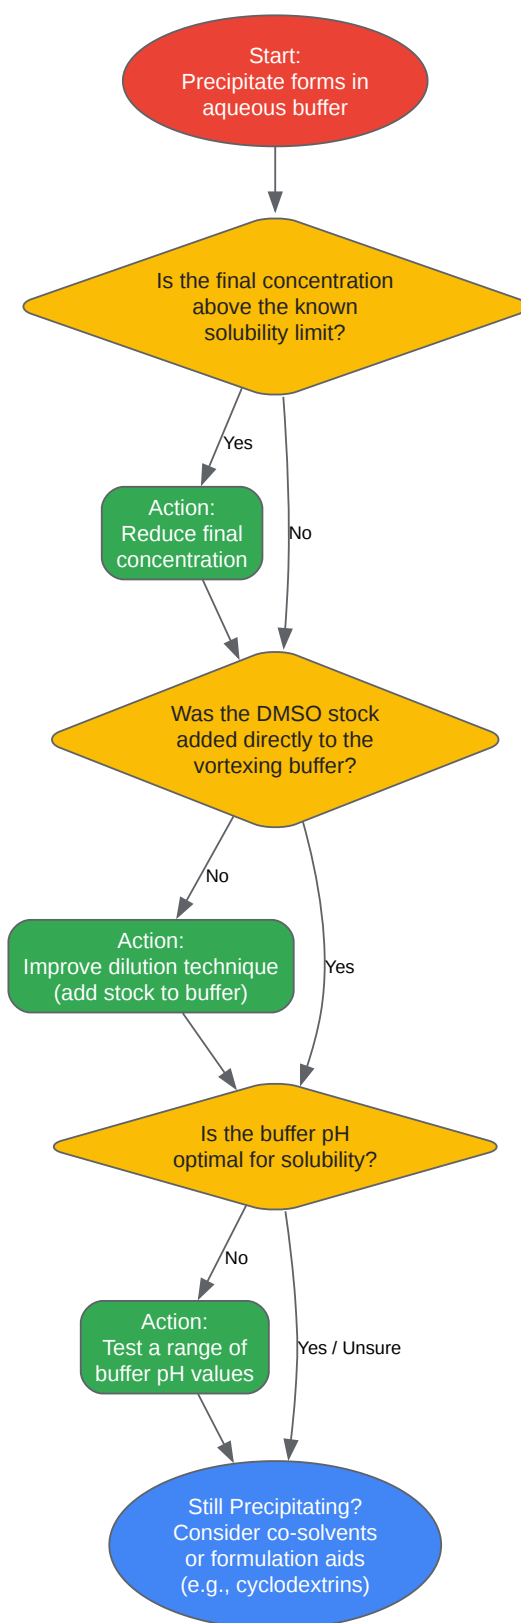 Start:
Precipitate forms in
aqueous buffer
Is the final concentration
above the known
solubility limit?
Yes
Action:
Reduce final
concentration
No
Was the DMSO stock
added directly to the
vortexing buffer?
No
Action:
Improve dilution technique
(add stock to buffer)
Yes
Is the buffer pH
optimal for solubility?
No
Action:
Test a range of
buffer pH values
Yes / Unsure
Still Precipitating?
Consider co-solvents
or formulation aids
(e.g., cyclodextrins)